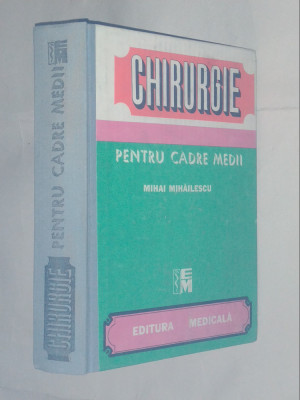 CHIRURGIE
PENTRU CADRE MEDII
MIHAI MIHĂILESCU
EM
EDITURA MEDICALĂ
CHIRURGIE PENTRU CADRE MEDII EM